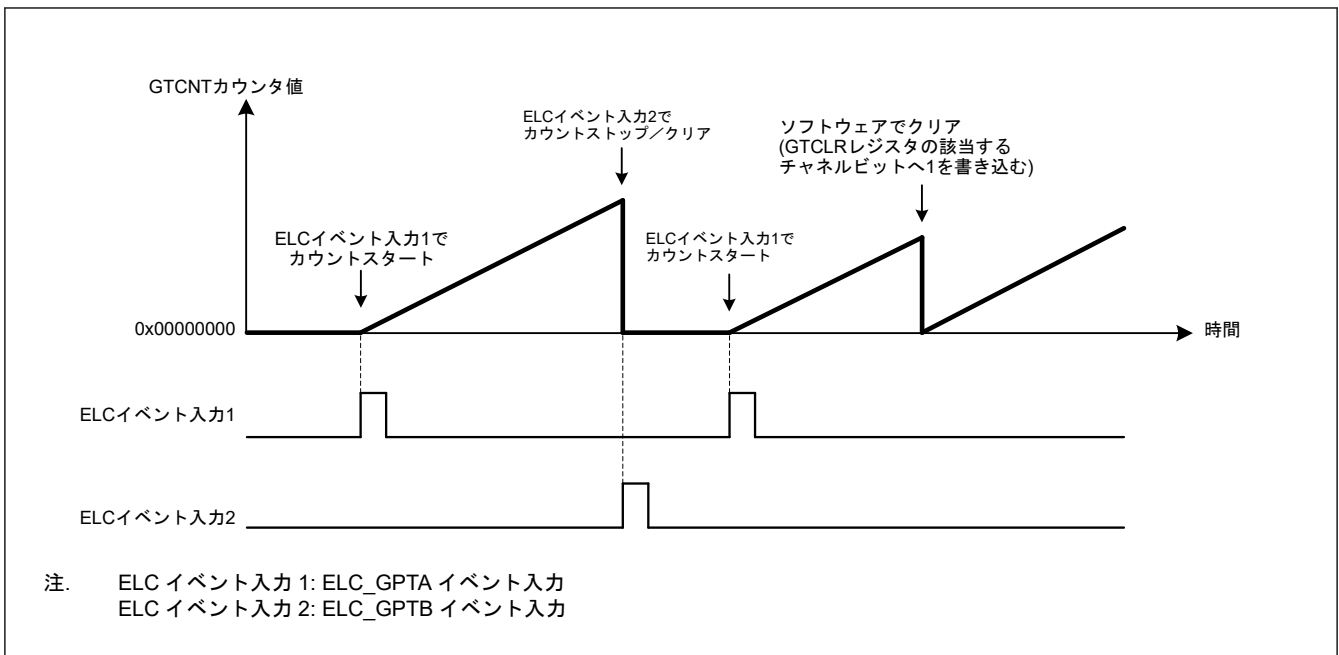 GTCNTカウンタ値
ELCイベント入力2で
カウントストップ／クリア
ソフトウェアでクリア
(GTCLRレジスタの該当する
チャネルビットへ1を書き込む)
ELCイベント入力1で
カウントスタート
ELCイベント入力1で
カウントスタート
0x00000000
時間
ELCイベント入力1
ELCイベント入力2
注. ELC イベント入力 1: ELC_GPTA イベント入力
ELC イベント入力 2: ELC_GPTB イベント入力